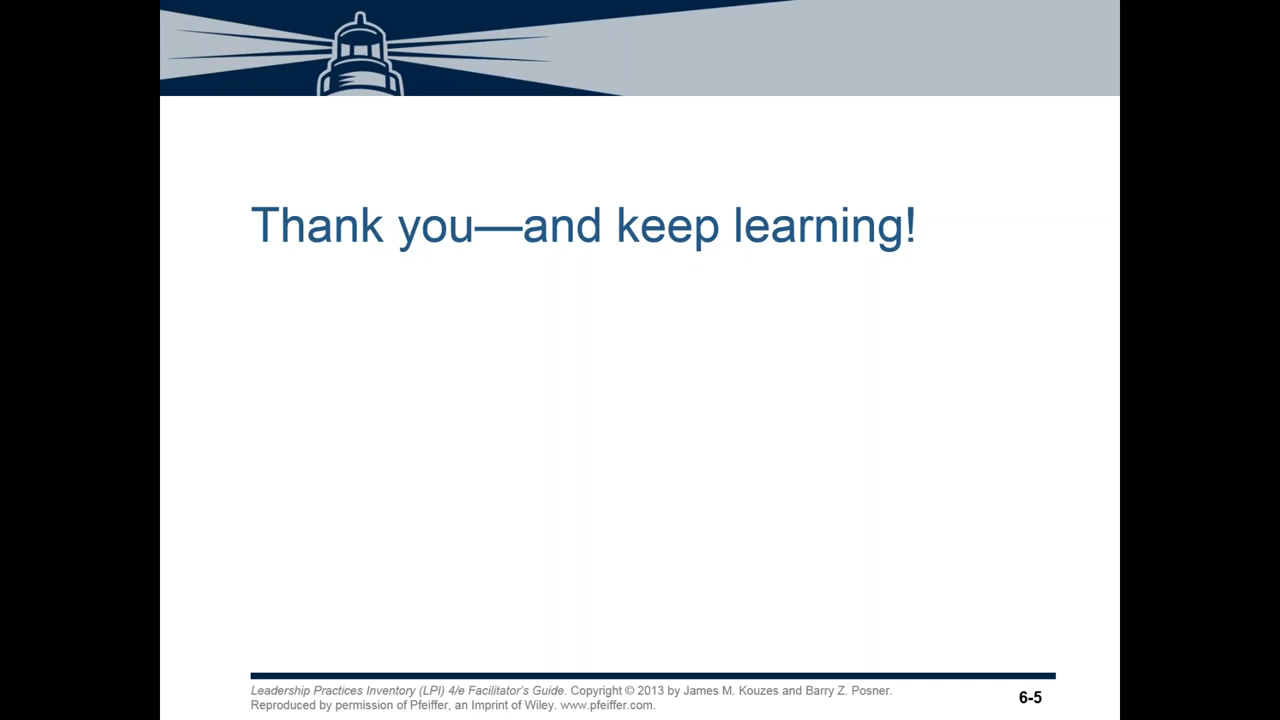 Thank you—and keep learning!
Leadership Practices Inventory (LPI) 4/e Facilitator's Guide. Copyright © 2013 by James M. Kouzes and Barry Z. Posner.
Reproduced by permission of Pfeiffer, an Imprint of Wiley. www.pfeiffer.com.
6-5